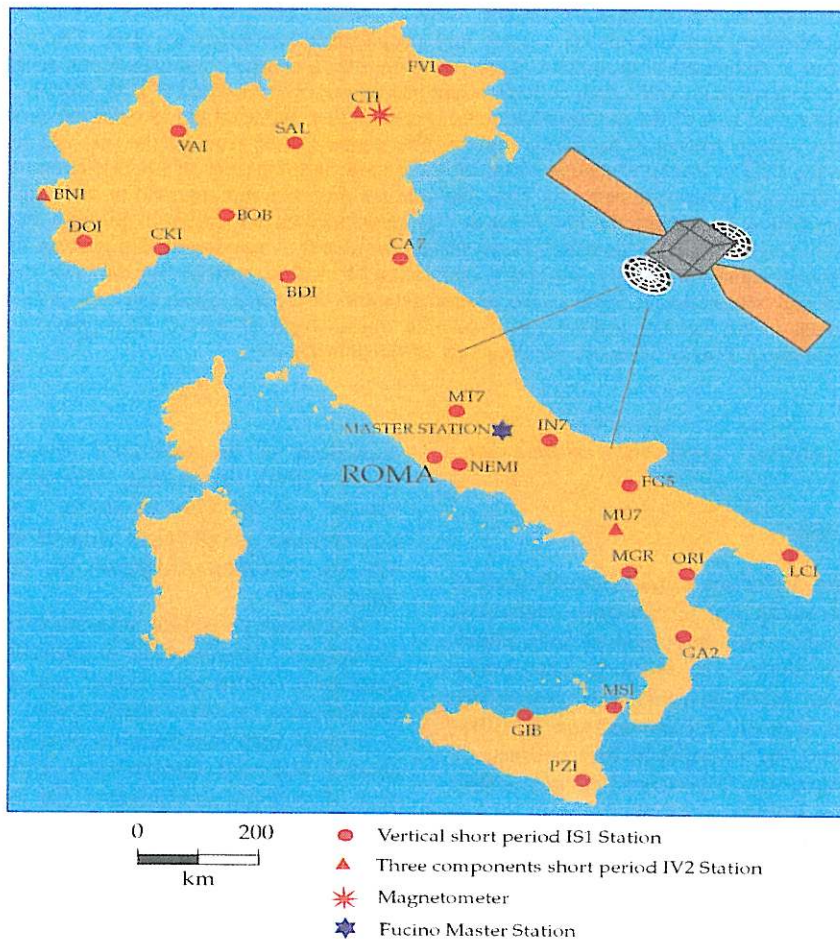 FVI
CTI
VAI
SAL
BNI
BOB
DOI
CKI
CA7
BDI
MT7
MASTER STATION
IN7
ROMA
NEMI
FG5
MU7
MGR
ORI
LCI
GA2
MSI
GIB
PZI
0 200
km
Vertical short period IS1 Station
Three components short period IV2 Station
Magnetometer
Fucino Master Station